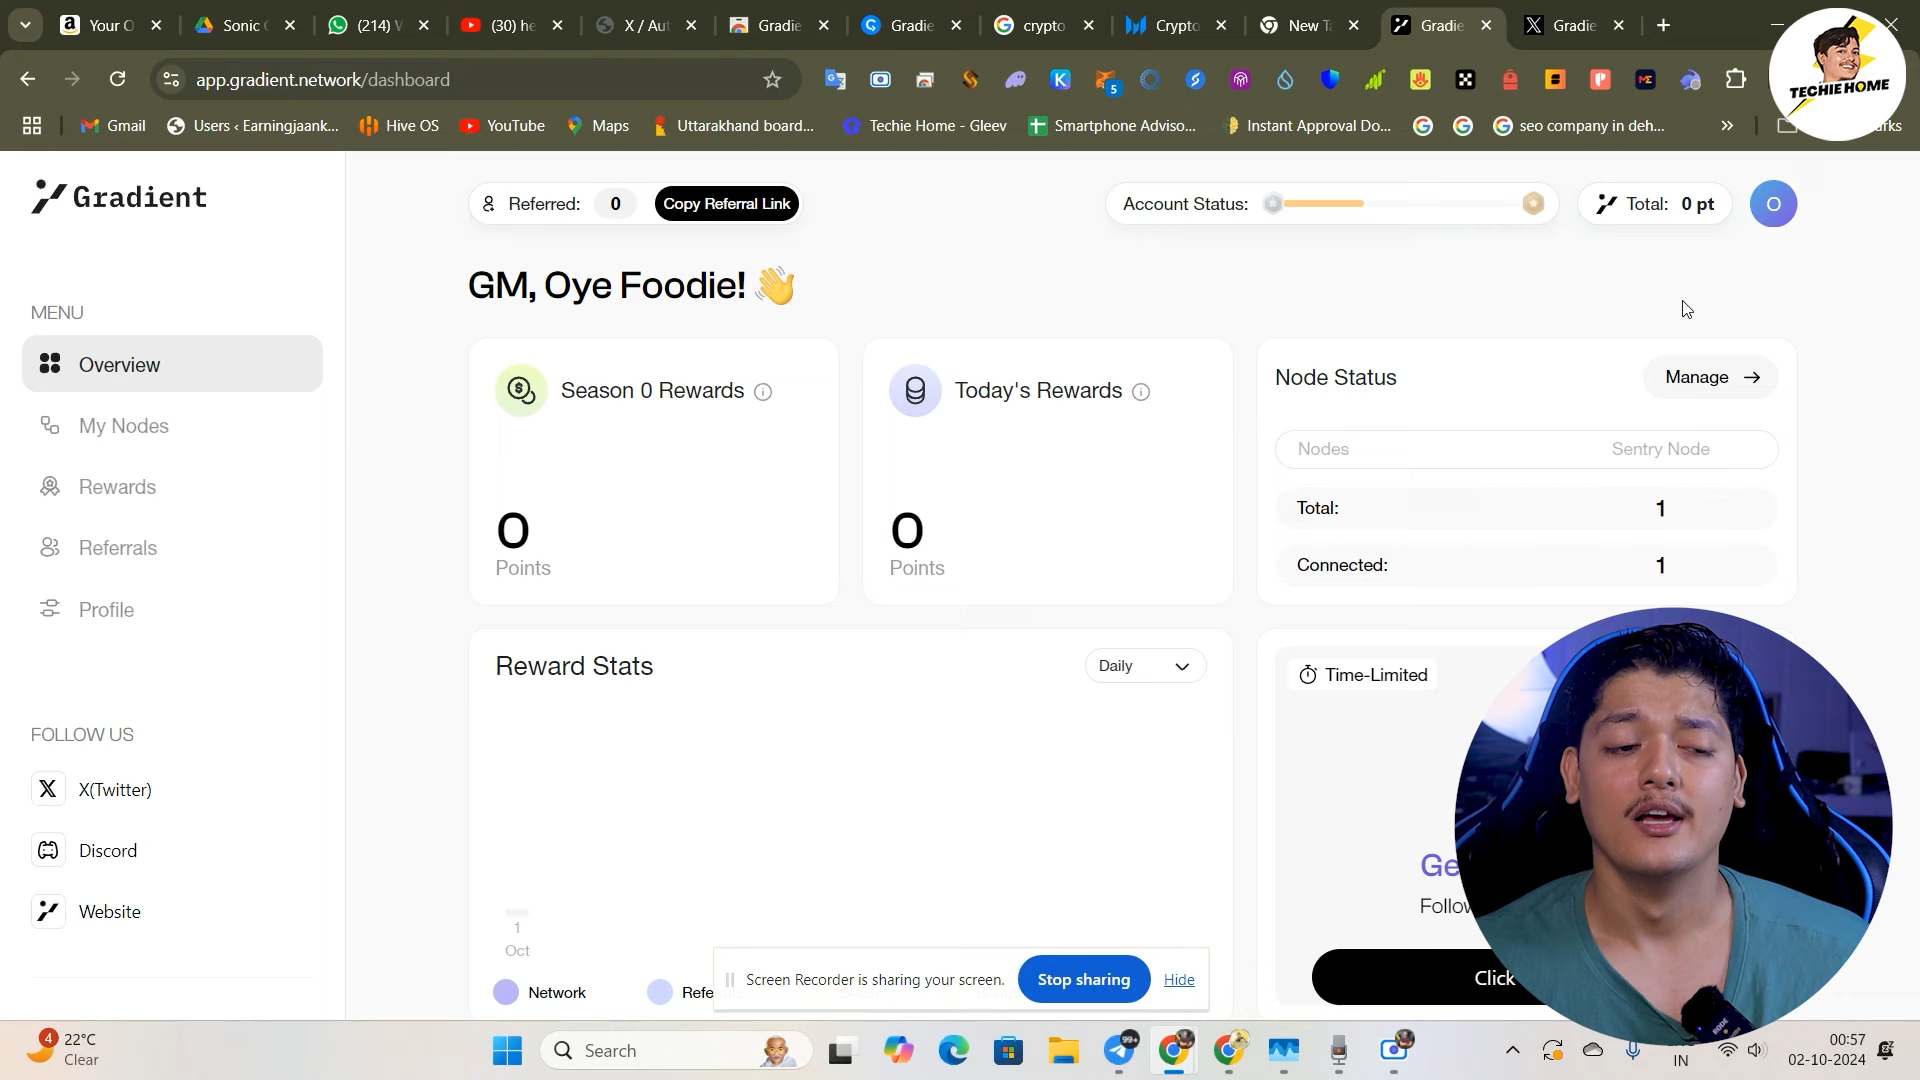 Your O
Sonic
(214) V
(30) he
X / Aut
Gradie
Gradie
crypto
Crypto
New Ta
Gradie
Gradie
app.gradient.network/dashboard
5
TECHIE HOME
Gmail
Users ‹ Earningjaank...
Hive OS
YouTube
Maps
Uttarakhand board...
Techie Home - Gleev
Smartphone Adviso...
Instant Approval Do...
seo company in deh...
Gradient
Referred: 0
Copy Referral Link
Account Status:
Total: 0 pt
O
GM, Oye Foodie! 👋
MENU
Overview
My Nodes
Rewards
Referrals
Profile
Season 0 Rewards
0
Points
Today's Rewards
0
Points
Node Status
Manage →
Nodes
Sentry Node
Total: 1
Connected: 1
Reward Stats
Daily
1
Oct
Network
Refe
Time-Limited
Ge
Follow
Click
FOLLOW US
X(Twitter)
Discord
Website
Screen Recorder is sharing your screen.
Stop sharing
Hide
RODE
4
22°C
Clear
Search
99+
IN
00:57
02-10-2024